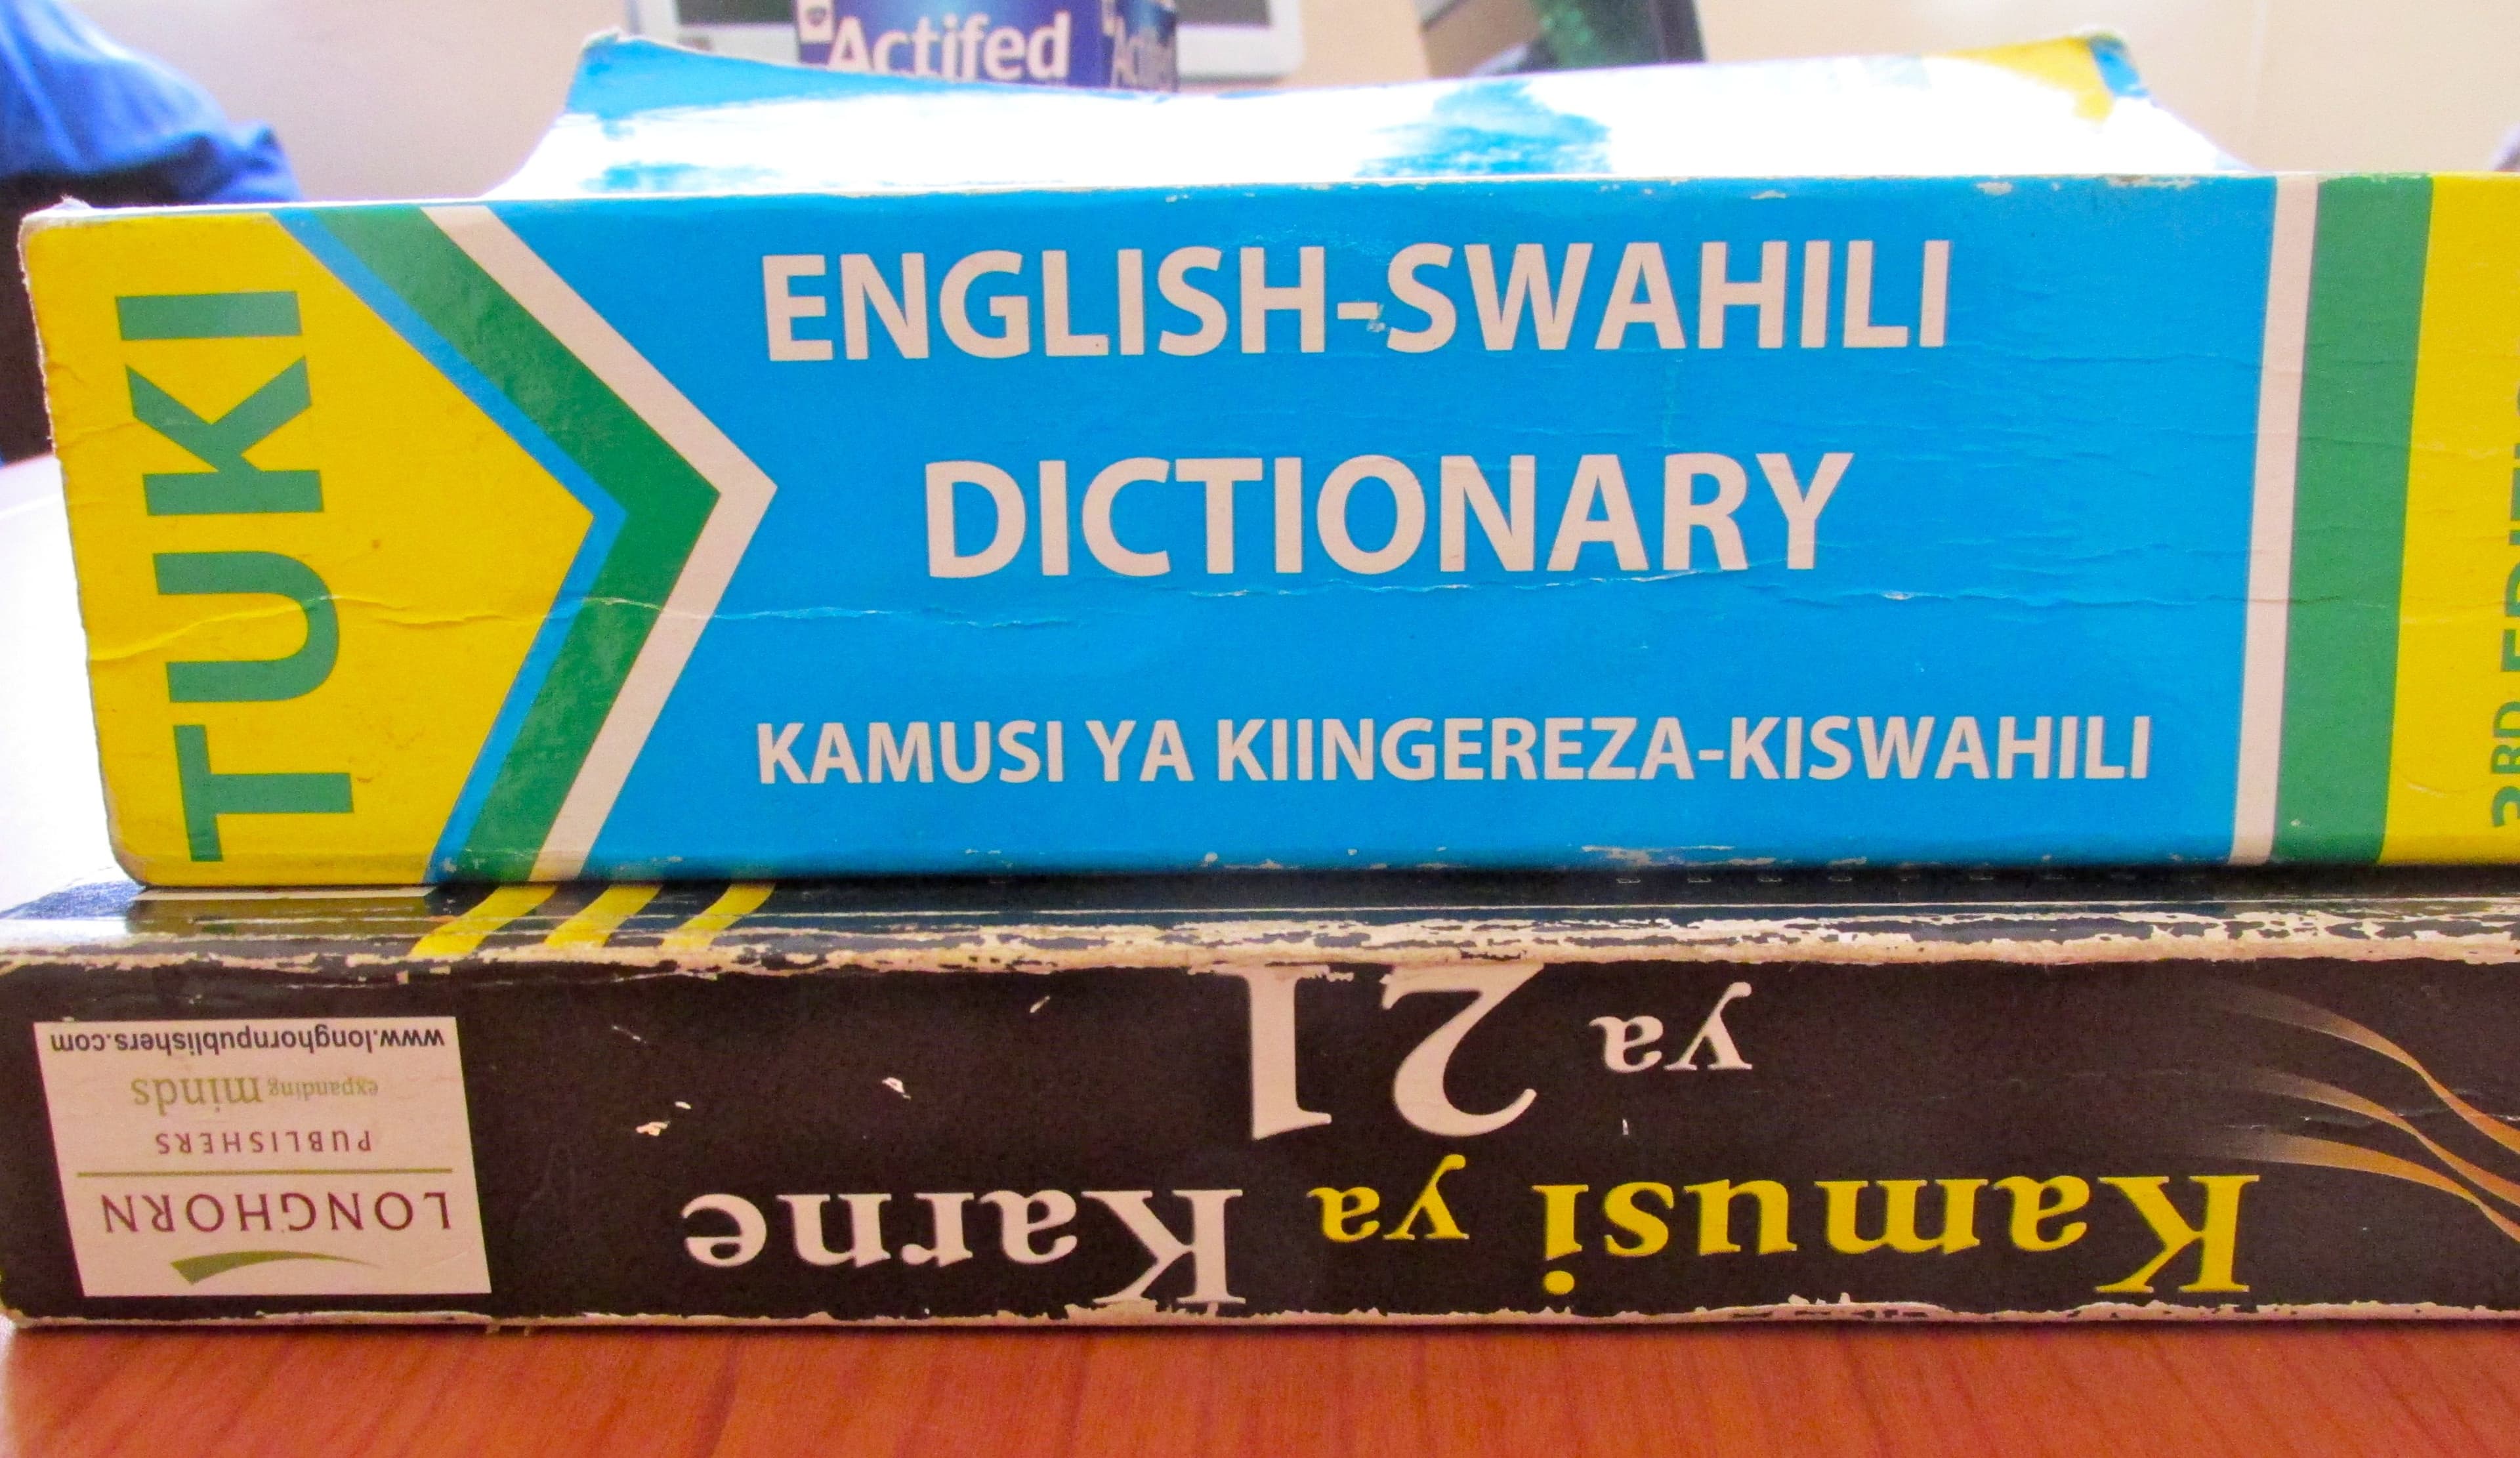 Actifed
TUKI
ENGLISH-SWAHILI
DICTIONARY
KAMUSI YA KIINGEREZA-KISWAHILI
3RD
Kamusi ya Karne
ya 21
LONGHORN
PUBLISHERS
expanding minds
www.longhornpublishers.com